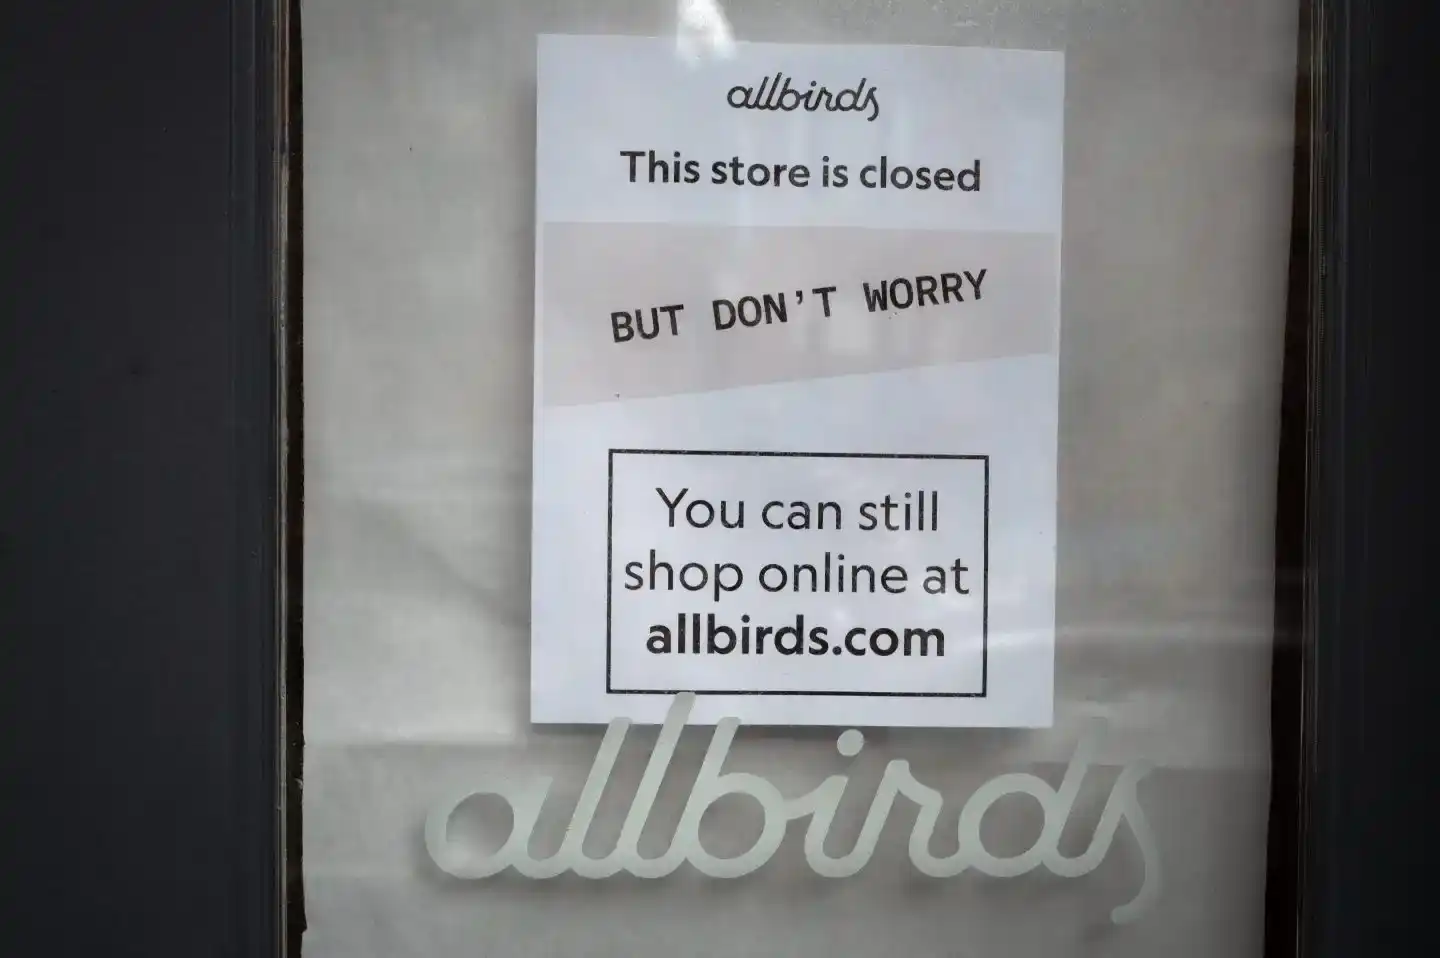 allbirds
This store is closed
BUT DON'T WORRY
You can still
shop online at
allbirds.com
allbirds